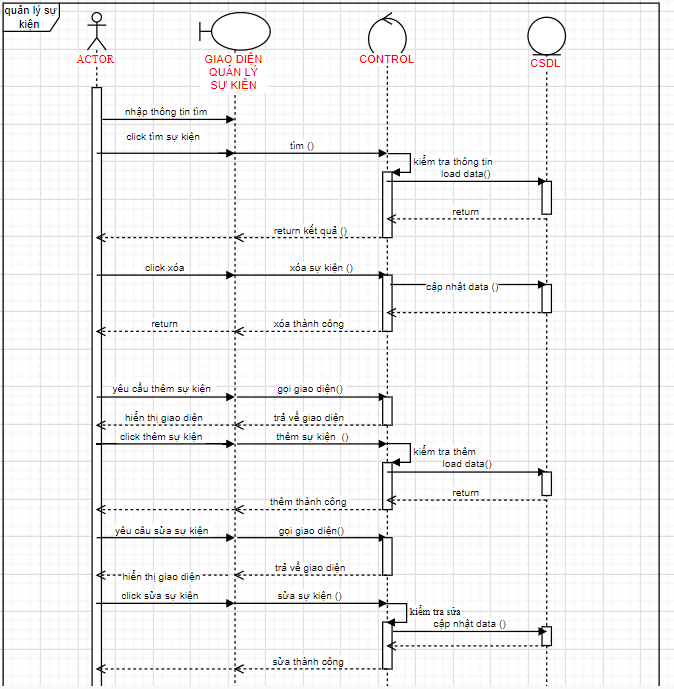 quản lý sự
kiện
ACTOR
GIAO DIỆN
QUẢN LÝ
SỰ KIỆN
CONTROL
CSDL
nhập thông tin tìm
click tìm sự kiện
tìm ()
kiểm tra thông tin
load data()
return
return kết quả ()
click xóa
xóa sự kiện ()
cập nhật data ()
return
xóa thành công
yêu cầu thêm sự kiện
gọi giao diện()
hiển thị giao diện
trả về giao diện
click thêm sự kiện
thêm sự kiện ()
kiểm tra thêm
load data()
return
thêm thành công
yêu cầu sửa sự kiện
gọi giao diện()
hiển thị giao diện
trả về giao diện
click sửa sự kiện
sửa sự kiện ()
kiểm tra sửa
cập nhật data ()
sửa thành công